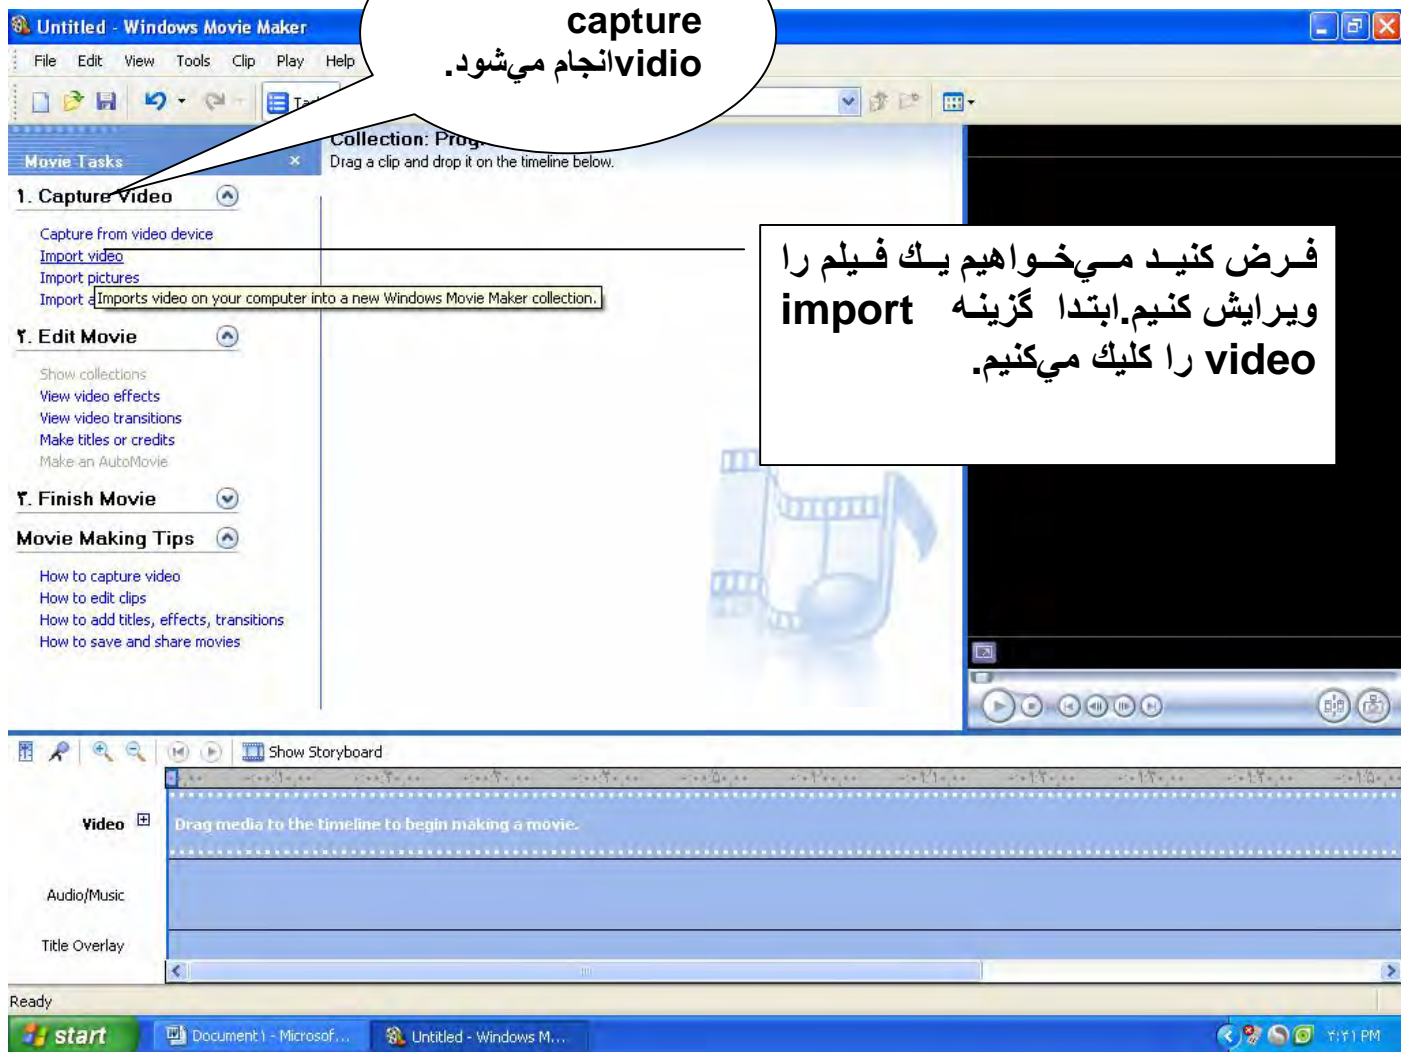 Untitled - Windows Movie Maker
capture
vidioانجام مي‌شود.
File Edit View Tools Clip Play Help
Collection:
Drag a clip and drop it on the timeline below.
Movie Tasks
۱. Capture Video
Capture from video device
Import video
Import pictures
Import
Imports video on your computer into a new Windows Movie Maker collection.
فرض كنيد مي‌خواهيم يك فيلم را
ويرايش كنيم.ابتدا گزينه import
video را كليك مي‌كنيم.
۲. Edit Movie
Show collections
View video effects
View video transitions
Make titles or credits
Make an AutoMovie
۳. Finish Movie
Movie Making Tips
How to capture video
How to edit clips
How to add titles, effects, transitions
How to save and share movies
Show Storyboard
Video
Drag media to the timeline to begin making a movie.
Audio/Music
Title Overlay
Ready
start
Document۱ - Microsof...
Untitled - Windows M...
PM